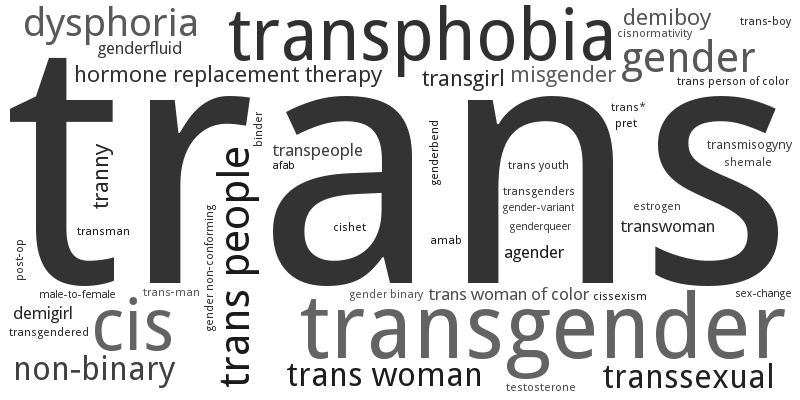 dysphoria
transphobia
demiboy
trans-boy
cisnormativity
genderfluid
gender
hormone replacement therapy
transgirl
misgender
trans person of color
trans
trans*
pret
binder
genderbend
tranny
transpeople
afab
transmisogyny
shemale
trans youth
transgenders
gender-variant
genderqueer
estrogen
transwoman
transman
cishet
amab
agender
post-op
gender non-conforming
trans people
male-to-female
trans-man
gender binary
trans woman of color
cissexism
sex-change
demigirl
transgendered
cis
transgender
non-binary
trans woman
testosterone
transsexual